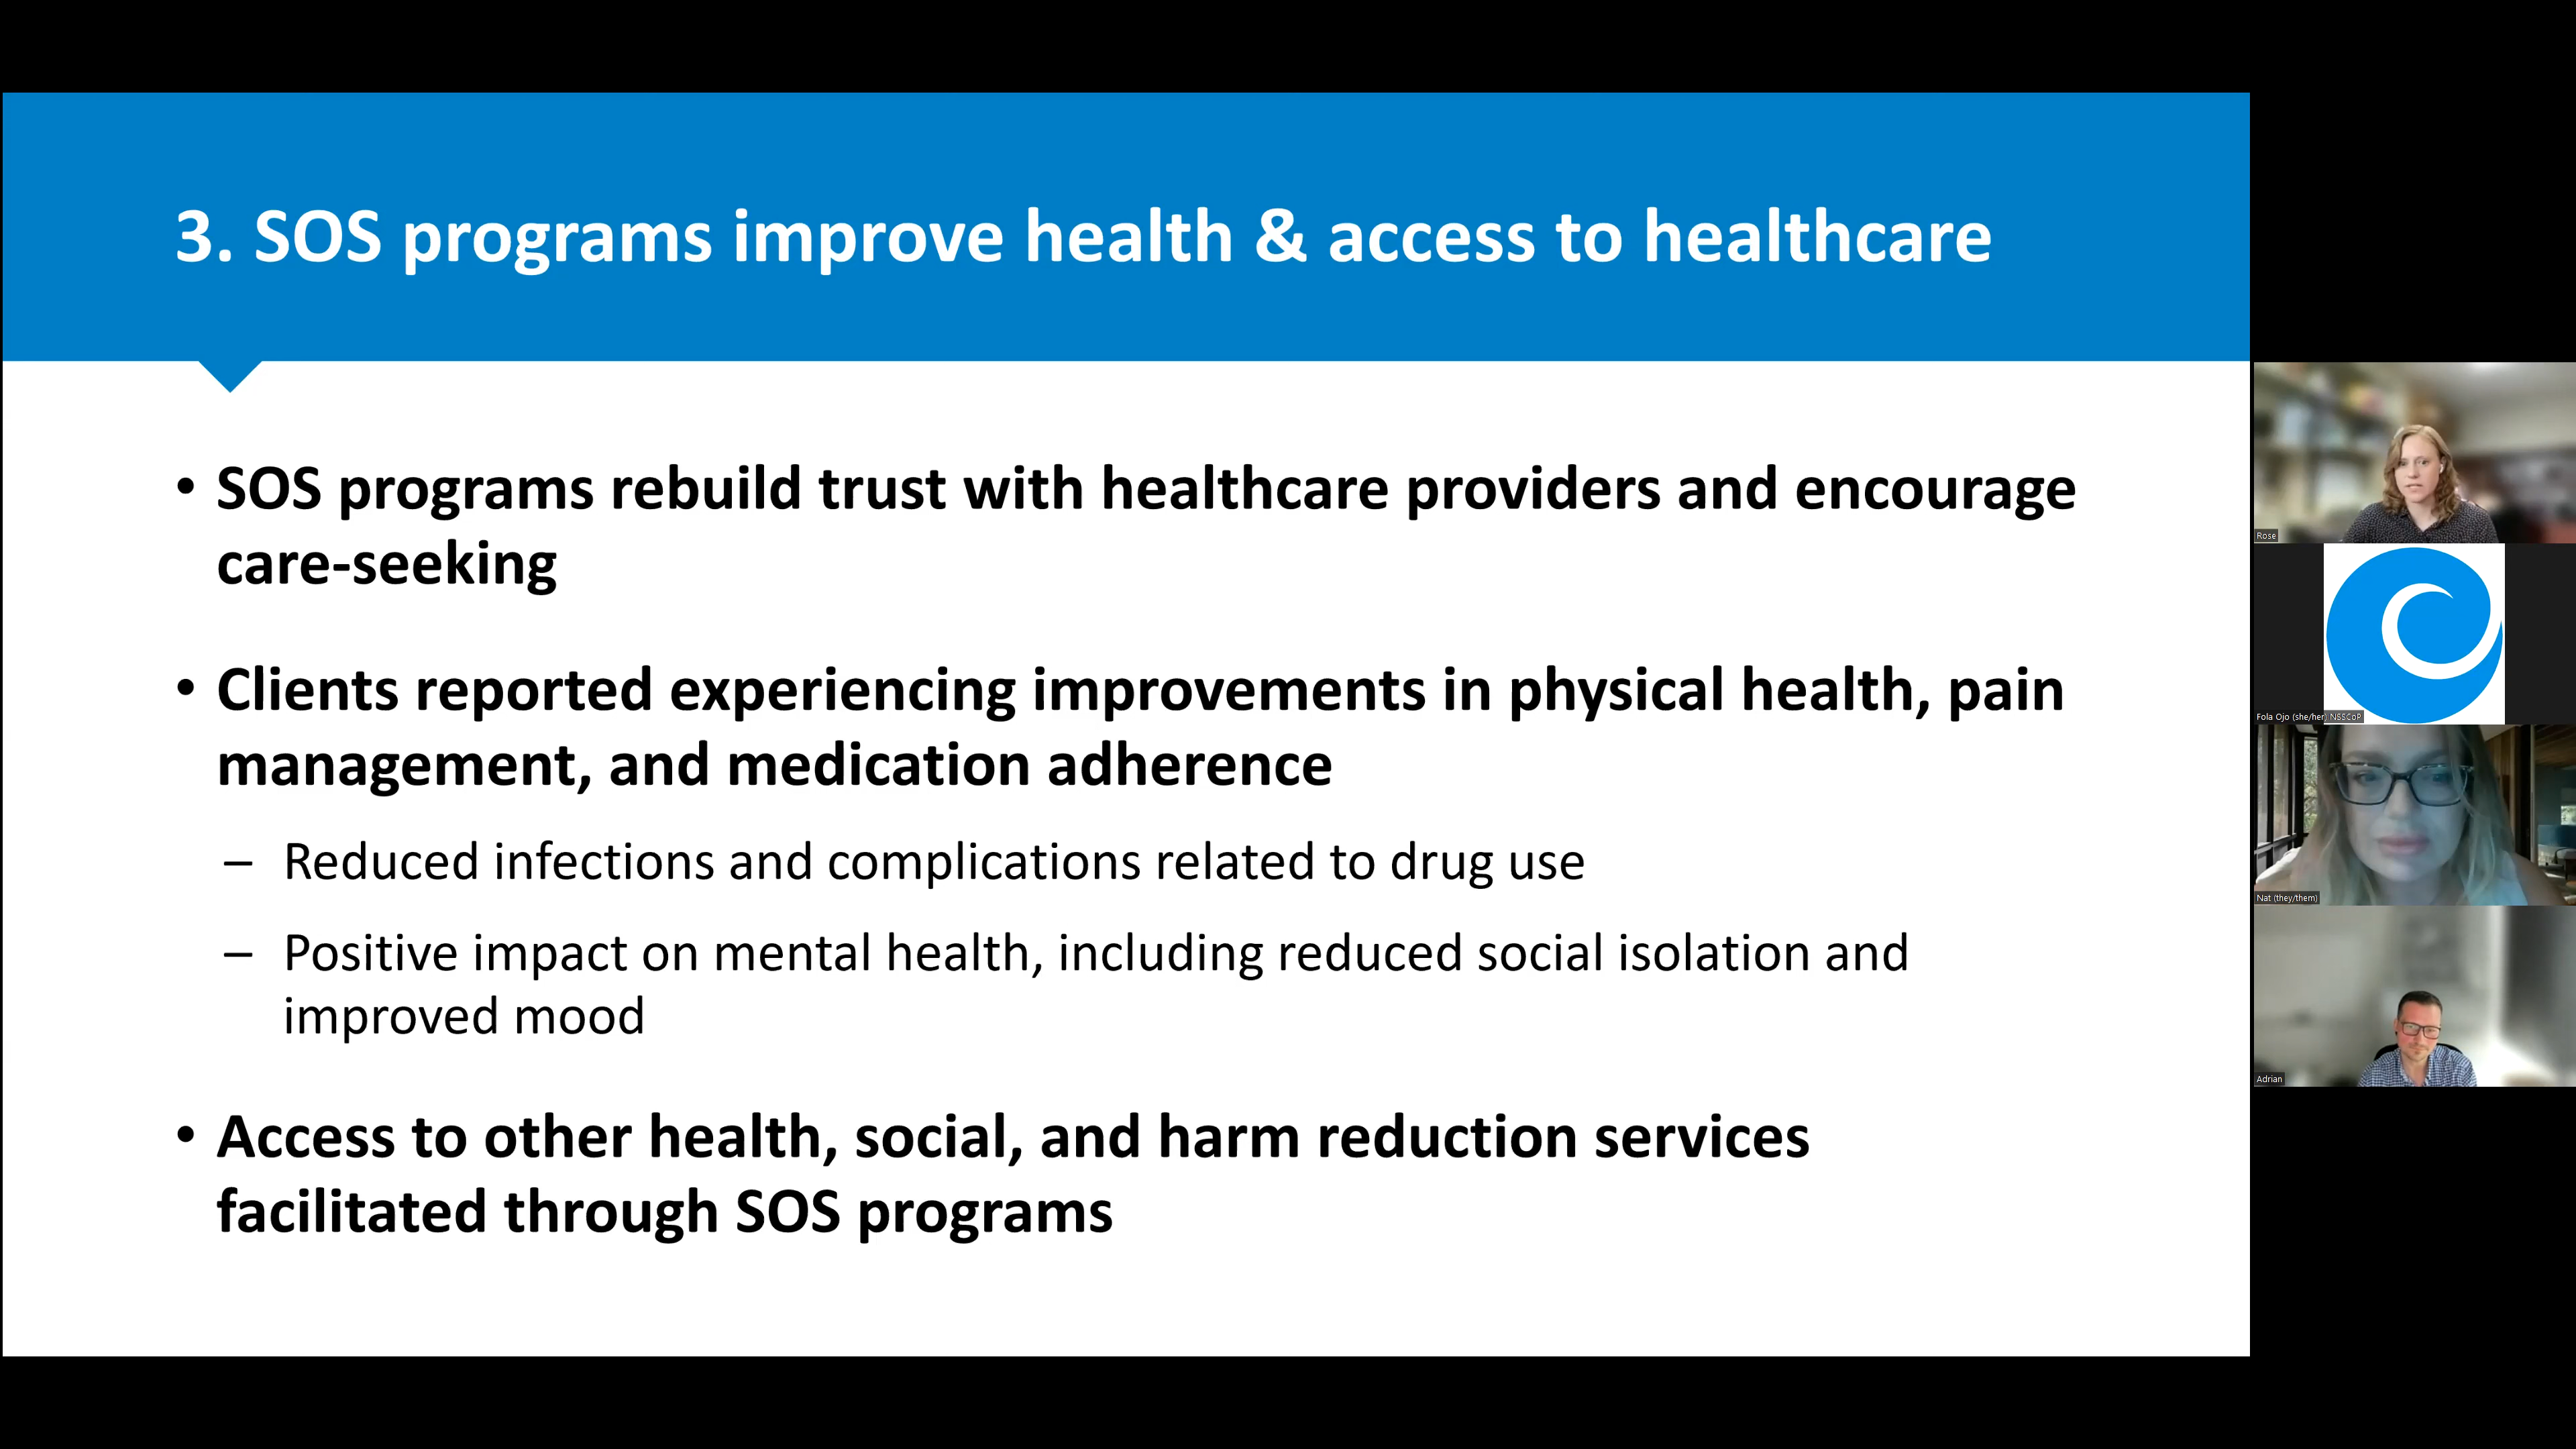 3. SOS programs improve health & access to healthcare
• SOS programs rebuild trust with healthcare providers and encourage
care-seeking
• Clients reported experiencing improvements in physical health, pain
management, and medication adherence
– Reduced infections and complications related to drug use
– Positive impact on mental health, including reduced social isolation and
improved mood
• Access to other health, social, and harm reduction services
facilitated through SOS programs
Rose
Fola Ojo (she/her) NSSCoP
Nat (they/them)
Adrian